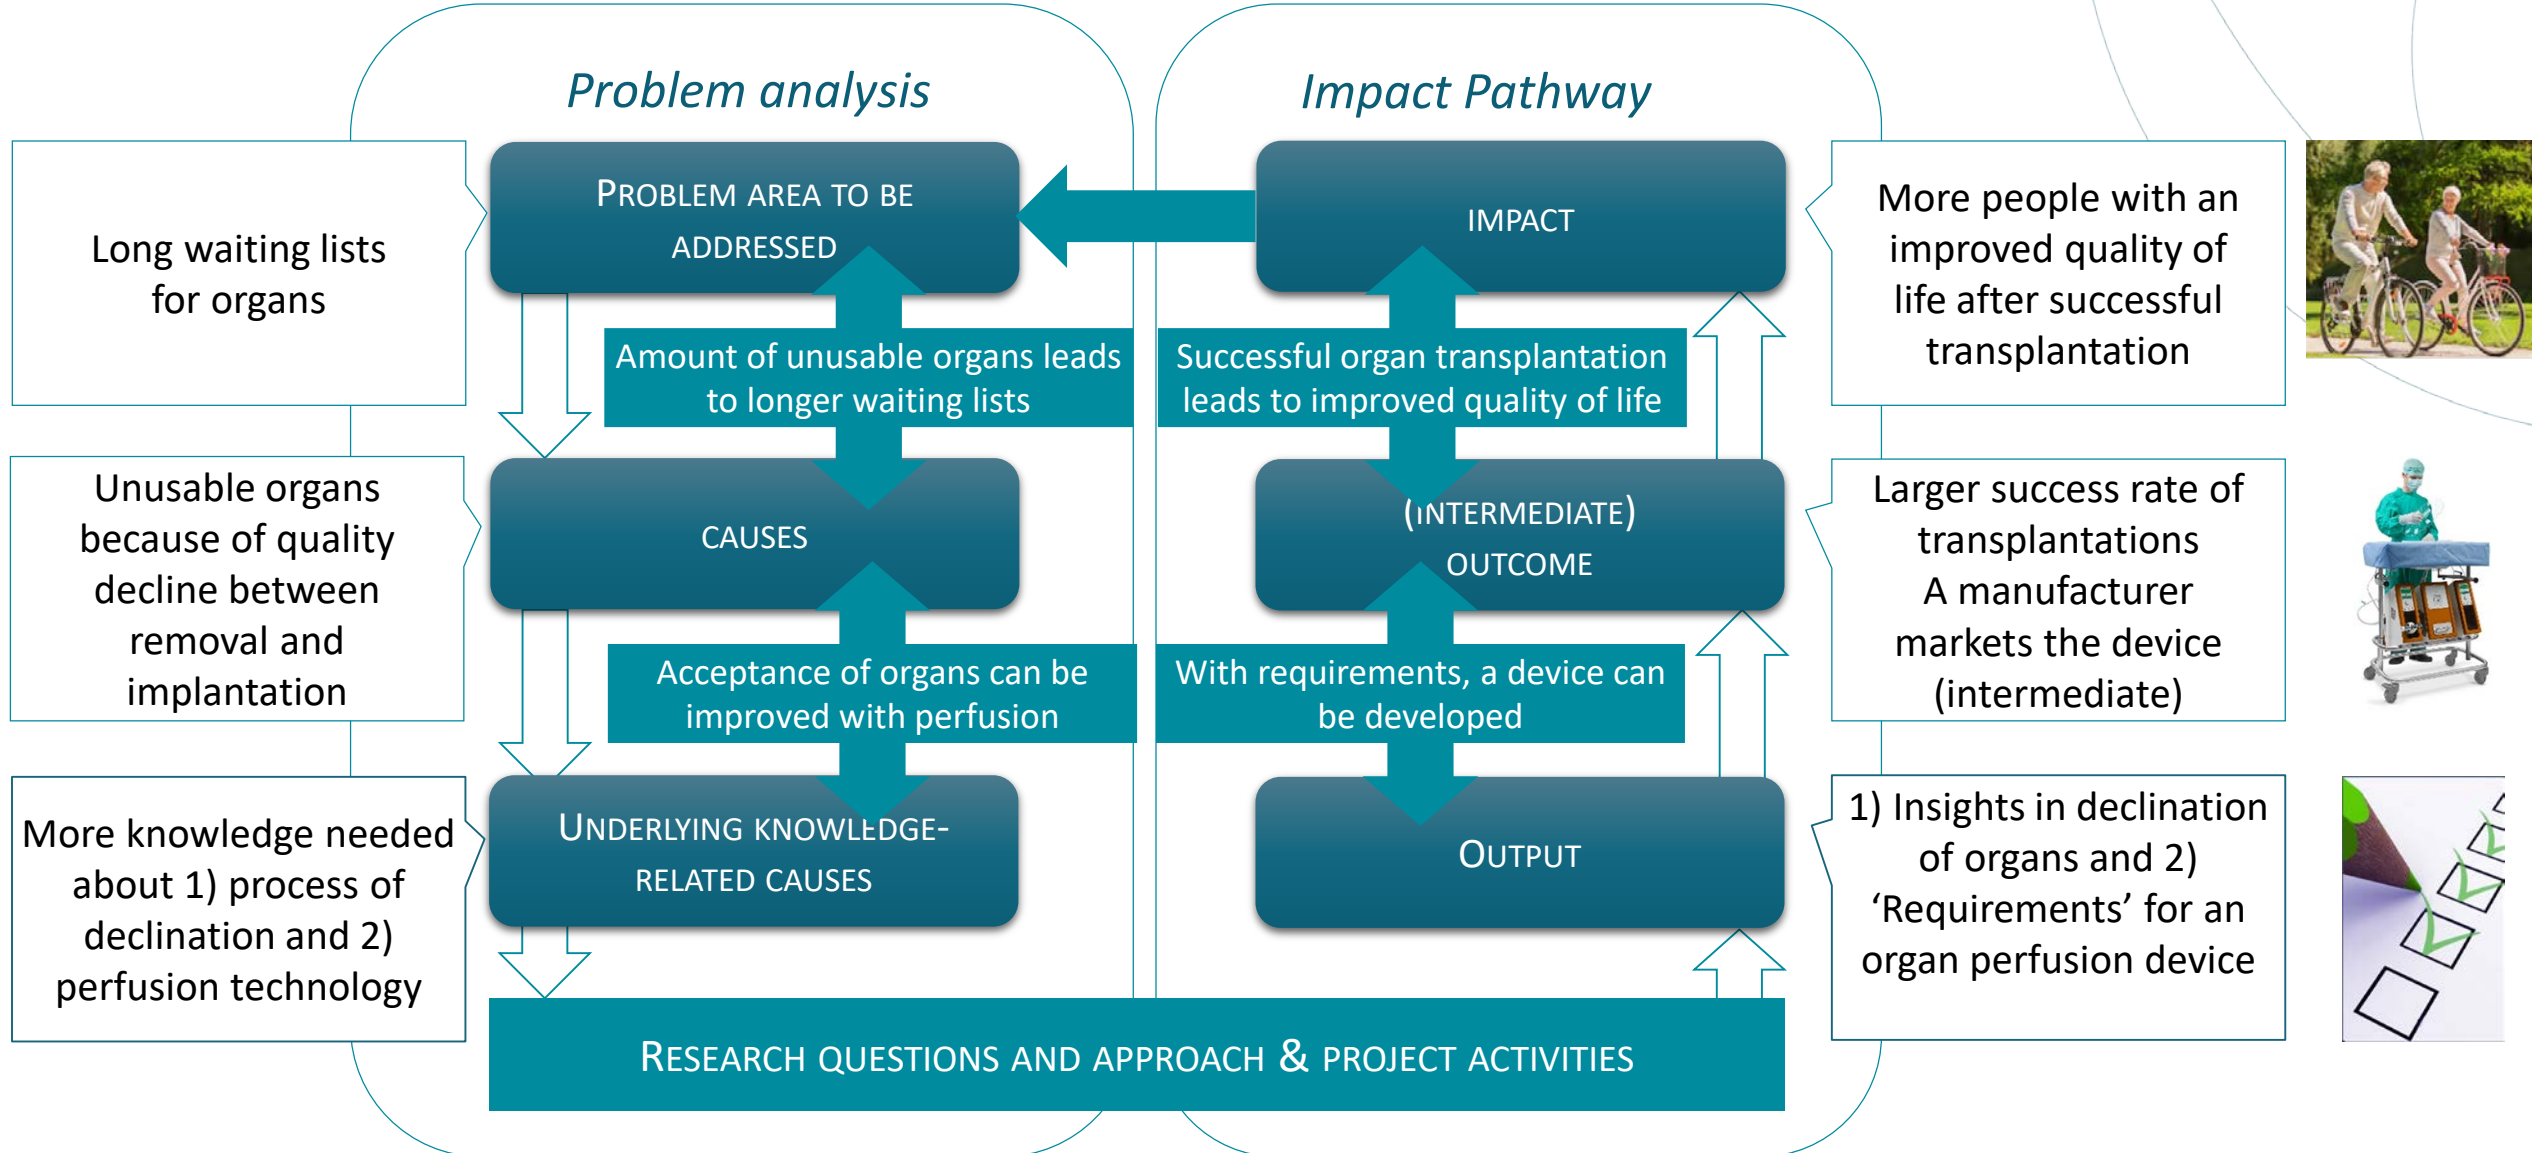 Problem analysis
Impact Pathway
Long waiting lists
for organs
PROBLEM AREA TO BE
ADDRESSED
IMPACT
More people with an
improved quality of
life after successful
transplantation
Amount of unusable organs leads
to longer waiting lists
Successful organ transplantation
leads to improved quality of life
Unusable organs
because of quality
decline between
removal and
implantation
CAUSES
(INTERMEDIATE)
OUTCOME
Larger success rate of
transplantations
A manufacturer
markets the device
(intermediate)
Acceptance of organs can be
improved with perfusion
With requirements, a device can
be developed
More knowledge needed
about 1) process of
declination and 2)
perfusion technology
UNDERLYING KNOWLEDGE-
RELATED CAUSES
OUTPUT
1) Insights in declination
of organs and 2)
‘Requirements’ for an
organ perfusion device
RESEARCH QUESTIONS AND APPROACH & PROJECT ACTIVITIES